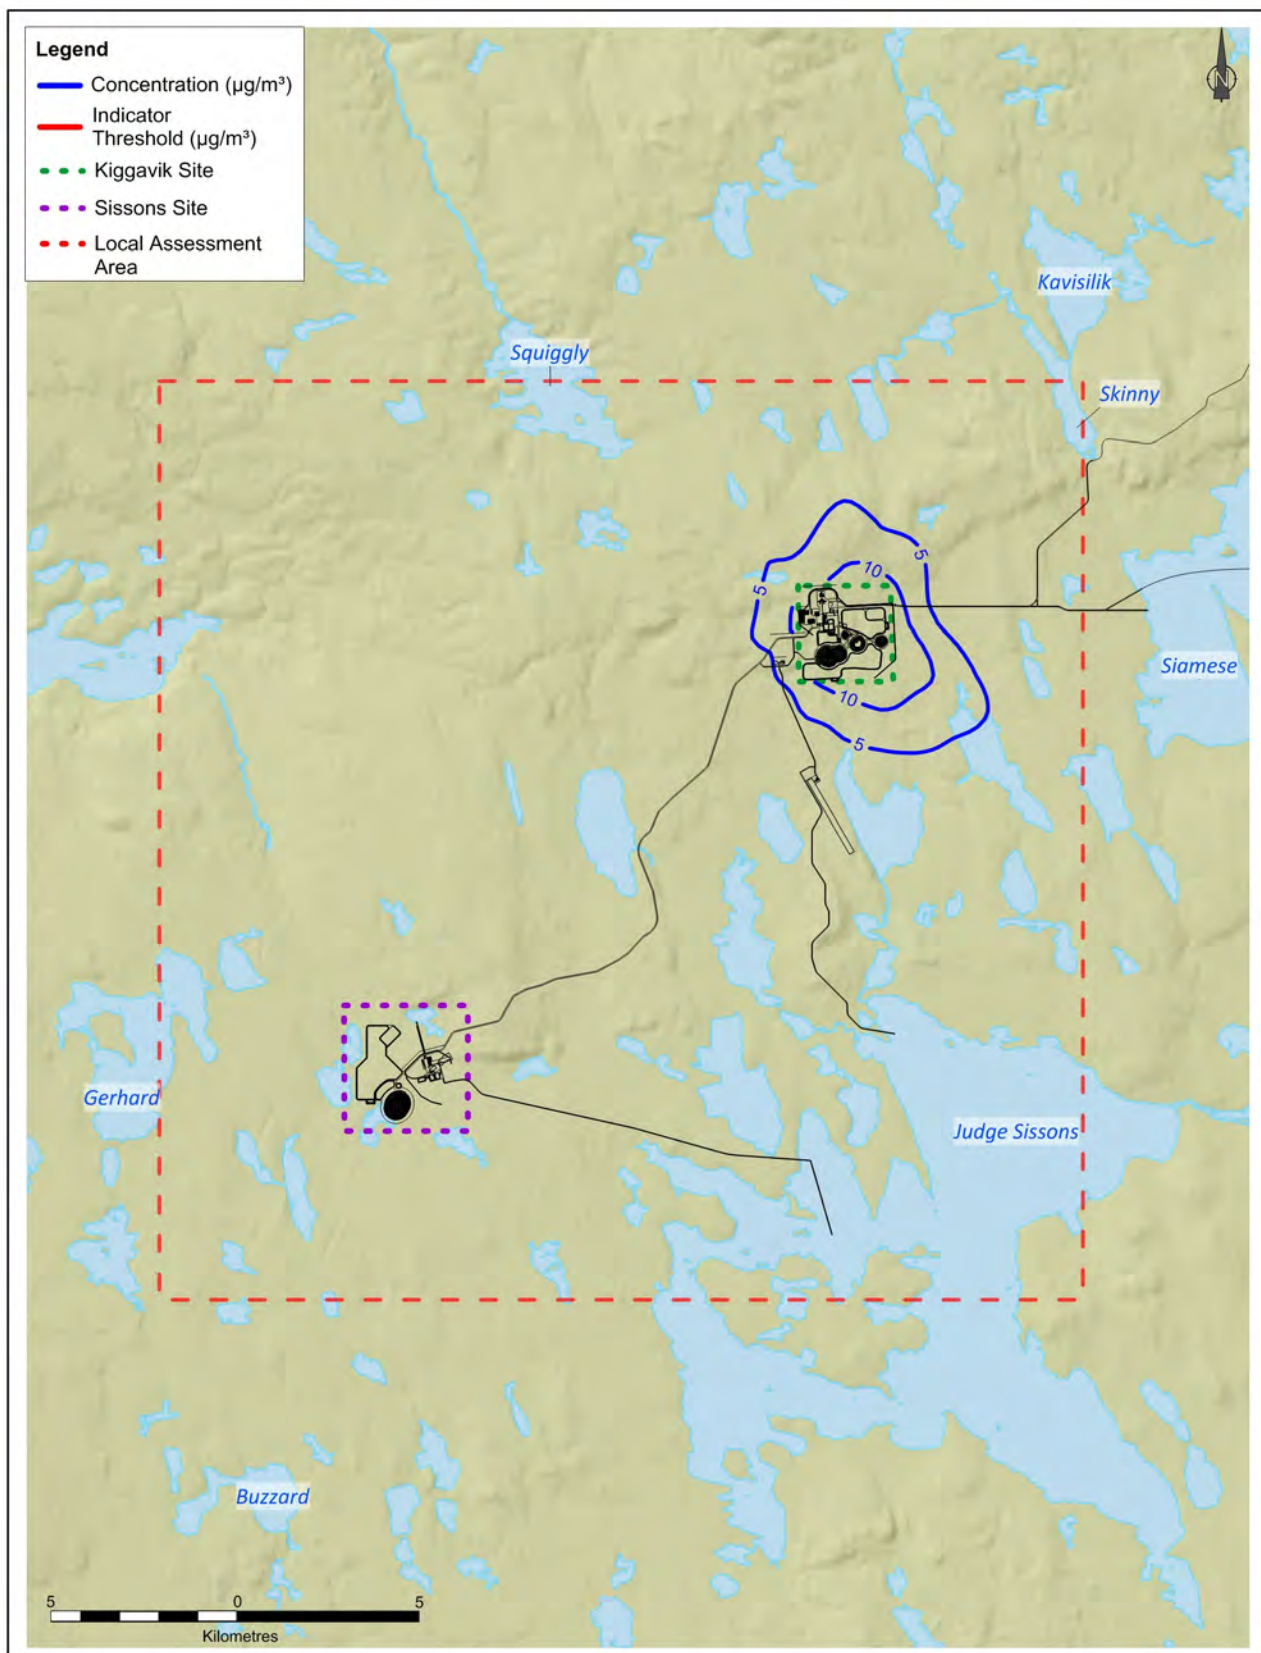 Legend
Concentration (µg/m³)
Indicator
Threshold (µg/m³)
Kiggavik Site
Sissons Site
Local Assessment
Area
N
Kavisilik
Squiggly
Skinny
5
10
5
Siamese
10
5
Gerhard
Judge Sissons
Buzzard
5 0 5
Kilometres